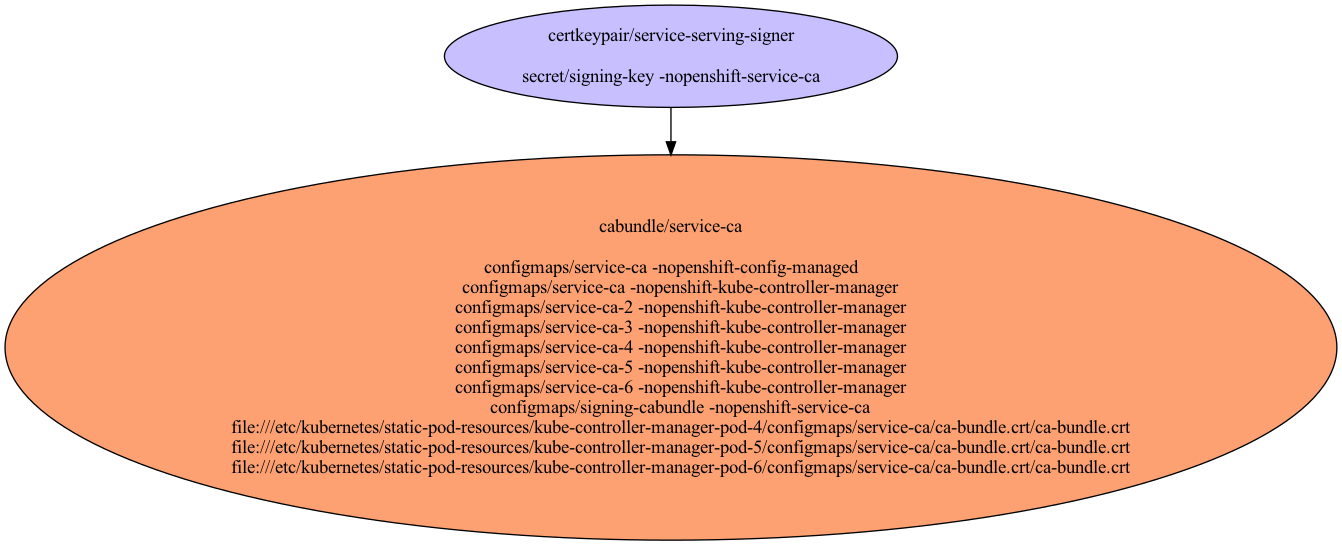 certkeypair/service-serving-signer
secret/signing-key -nopenshift-service-ca
cabundle/service-ca
configmaps/service-ca -nopenshift-config-managed
configmaps/service-ca -nopenshift-kube-controller-manager
configmaps/service-ca-2 -nopenshift-kube-controller-manager
configmaps/service-ca-3 -nopenshift-kube-controller-manager
configmaps/service-ca-4 -nopenshift-kube-controller-manager
configmaps/service-ca-5 -nopenshift-kube-controller-manager
configmaps/service-ca-6 -nopenshift-kube-controller-manager
configmaps/signing-cabundle -nopenshift-service-ca
file:///etc/kubernetes/static-pod-resources/kube-controller-manager-pod-4/configmaps/service-ca/ca-bundle.crt/ca-bundle.crt
file:///etc/kubernetes/static-pod-resources/kube-controller-manager-pod-5/configmaps/service-ca/ca-bundle.crt/ca-bundle.crt
file:///etc/kubernetes/static-pod-resources/kube-controller-manager-pod-6/configmaps/service-ca/ca-bundle.crt/ca-bundle.crt